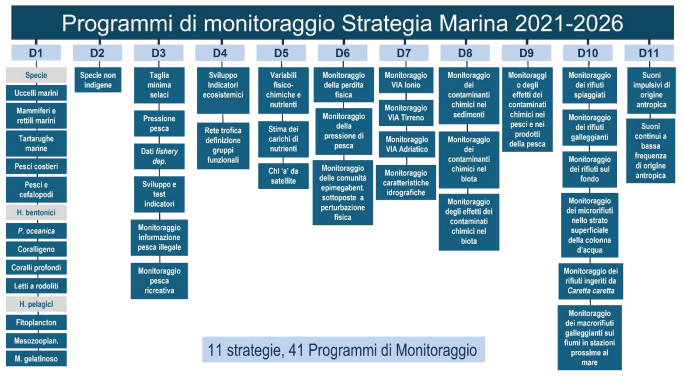 Programmi di monitoraggio Strategia Marina 2021-2026
D1
Specie
Uccelli marini
Mammiferi e
rettili marini
Tartarughe
marine
Pesci costieri
Pesci e
cefalopodi
H. bentonici
P. oceanica
Coralligeno
Coralli profondi
Letti a rodoliti
H. pelagici
Fitoplancton
Mesozooplan.
M. gelatinoso
D2
Specie non
indigene
D3
Taglia
minima
selaci
Pressione
pesca
Dati fishery
dep.
Sviluppo e
test
indicatori
Monitoraggio
informazione
pesca illegale
Monitoraggio
pesca
ricreativa
D4
Sviluppo
Indicatori
ecosistemici
Rete trofica
definizione
gruppi
funzionali
D5
Variabili
fisico-
chimiche e
nutrienti
Stima dei
carichi di
nutrienti
Chl 'a' da
satellite
D6
Monitoraggio
della perdita
fisica
Monitoraggio
della
pressione di
pesca
Monitoraggio
delle comunità
epimegabent.
sottoposte a
perturbazione
fisica
D7
Monitoraggio
VIA Ionio
Monitoraggio
VIA Tirreno
Monitoraggio
VIA Adriatico
Monitoraggio
caratteristiche
idrografiche
D8
Monitoraggio
dei
contaminanti
chimici nei
sedimenti
Monitoraggio
dei
contaminanti
chimici nel
biota
Monitoraggio
degli effetti dei
contaminati
chimici nel
biota
D9
Monitoraggi
o degli
effetti dei
contaminati
chimici nei
pesci e nei
prodotti
della pesca
D10
Monitoraggio
dei rifiuti
spiaggiati
Monitoraggio
dei rifiuti
galleggianti
Monitoraggio
dei rifiuti sul
fondo
Monitoraggio
dei microrifiuti
nello strato
superficiale
della colonna
d'acqua
Monitoraggio dei
rifiuti ingeriti da
Caretta caretta
Monitoraggio
dei macrorifiuti
galleggianti sui
fiumi in stazioni
prossime al
mare
D11
Suoni
impulsivi di
origine
antropica
Suoni
continui a
bassa
frequenza
di origine
antropica
11 strategie, 41 Programmi di Monitoraggio